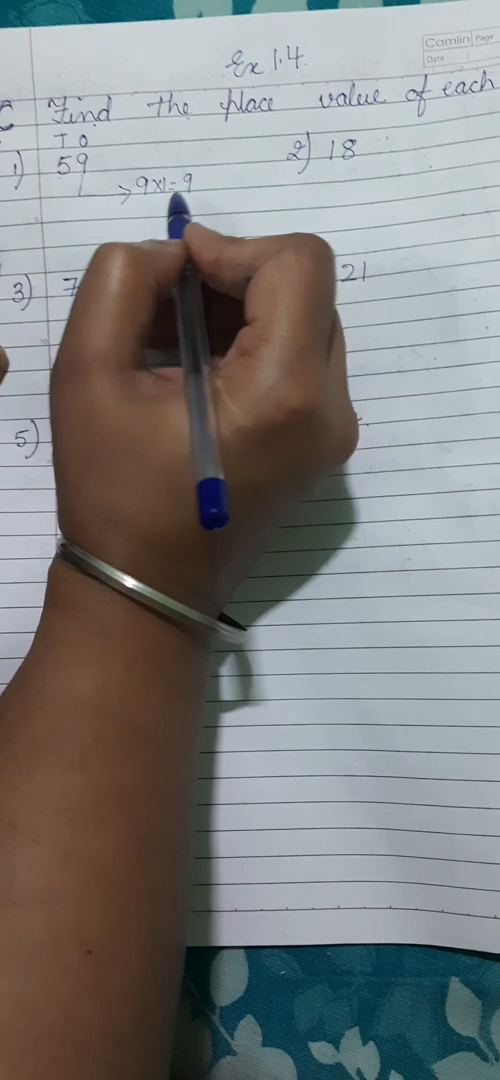 Camlin Page
Date
Ex 1.4.
C Find the place value of each
T O
1) 59 2) 18
→ 9×1=9
3) 7 21
5)